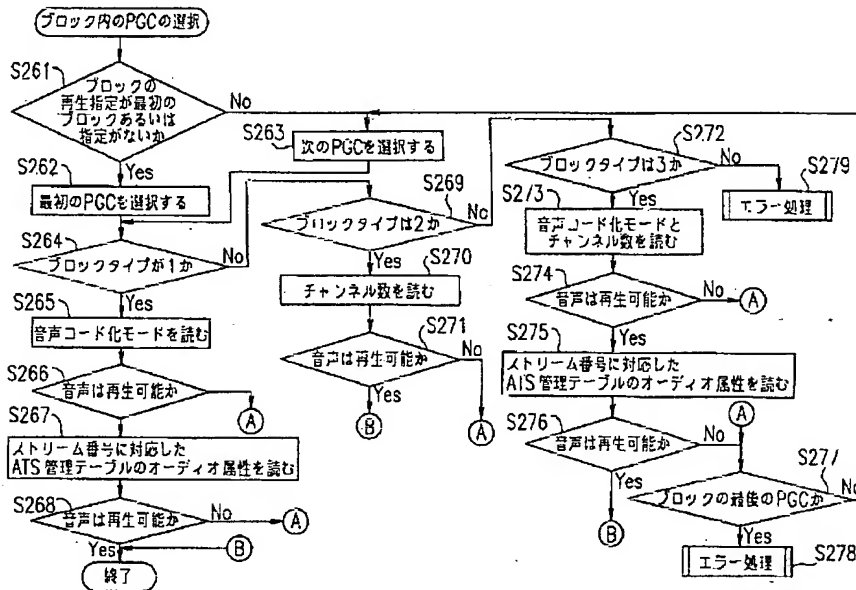 ブロック内のPGCの選択
S261
ブロックの
再生指定が最初の
ブロックあるいは
指定がないか
No
Yes
S262
最初のPGCを選択する
S263
次のPGCを選択する
S264
ブロックタイプが1か
No
Yes
S265
音声コード化モードを読む
S266
音声は再生可能か
A
S267
ストリーム番号に対応した
ATS管理テーブルのオーディオ属性を読む
S268
音声は再生可能か
No
A
Yes
B
終了
S269
ブロックタイプは2か
No
Yes
S270
チャンネル数を読む
S271
音声は再生可能か
No
Yes
B
A
S272
ブロックタイプは3か
No
Yes
S279
エラー処理
S273
音声コード化モードと
チャンネル数を読む
S274
音声は再生可能か
No
A
Yes
S275
ストリーム番号に対応した
ATS管理テーブルのオーディオ属性を読む
S276
音声は再生可能か
No
A
Yes
B
S277
ブロックの最後のPGCか
No
Yes
エラー処理
S278